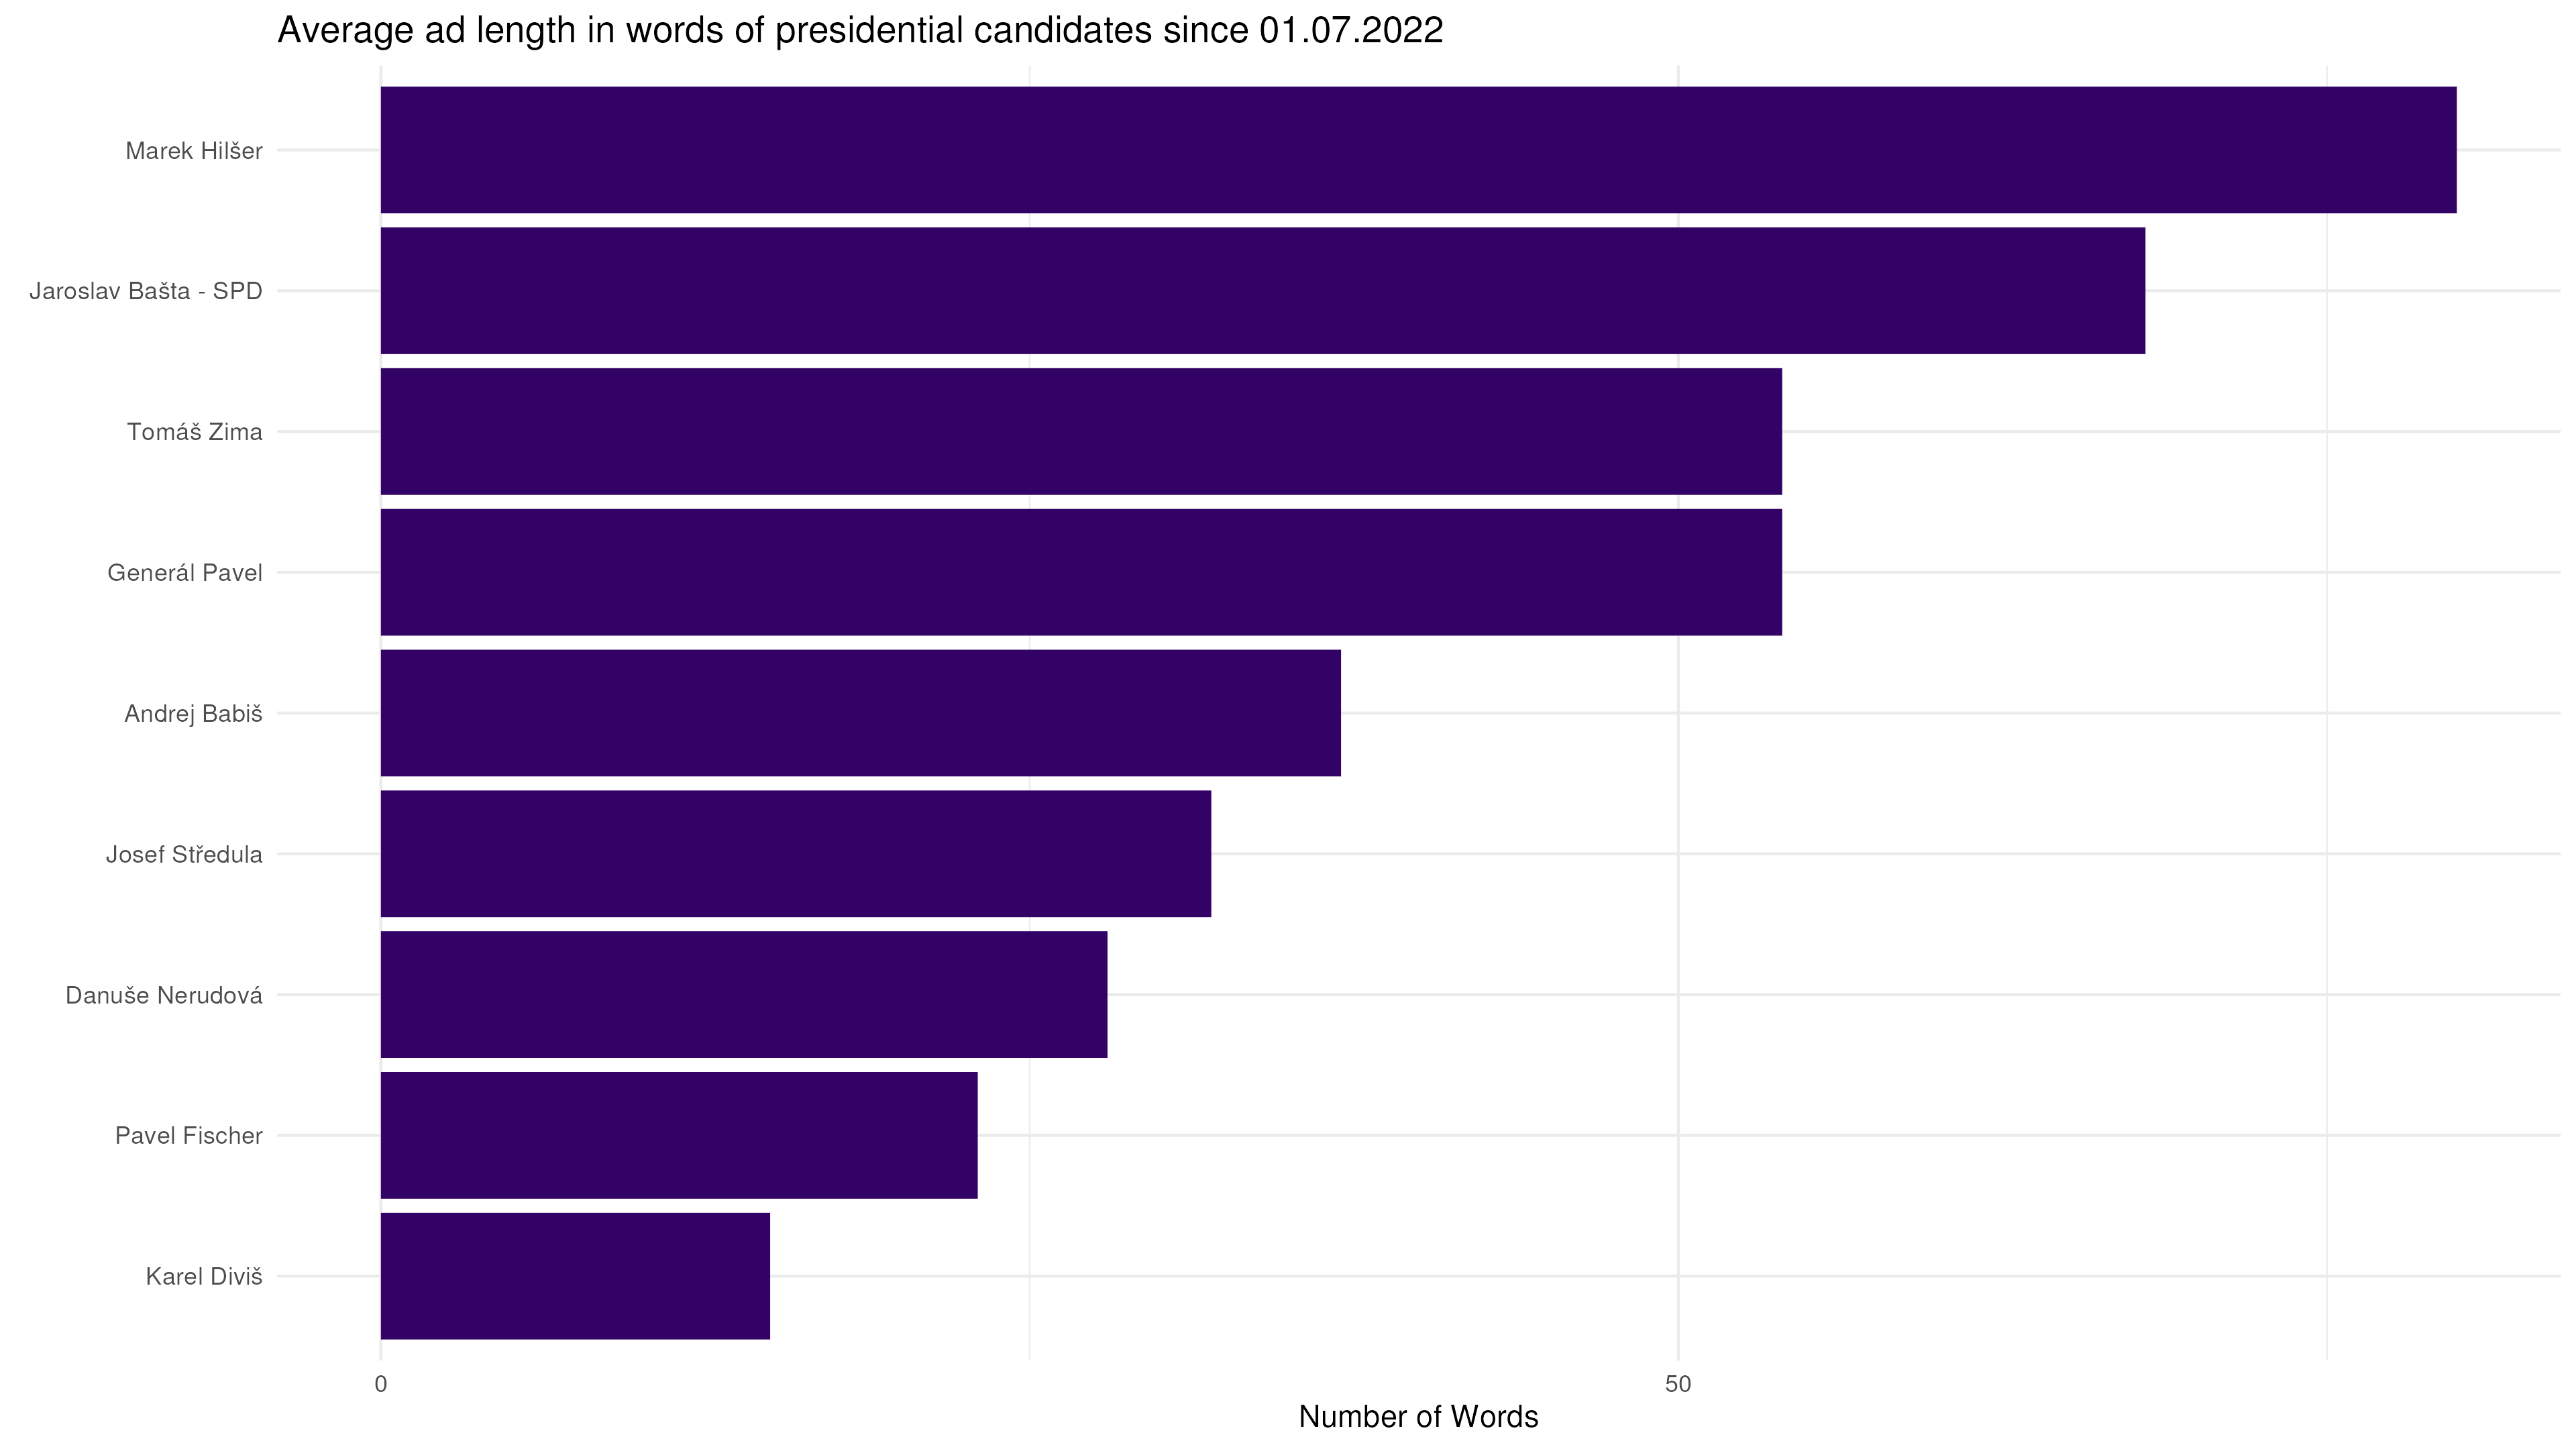 Average ad length in words of presidential candidates since 01.07.2022
Marek Hilšer
Jaroslav Bašta - SPD
Tomáš Zima
Generál Pavel
Andrej Babiš
Josef Středula
Danuše Nerudová
Pavel Fischer
Karel Diviš
0
50
Number of Words